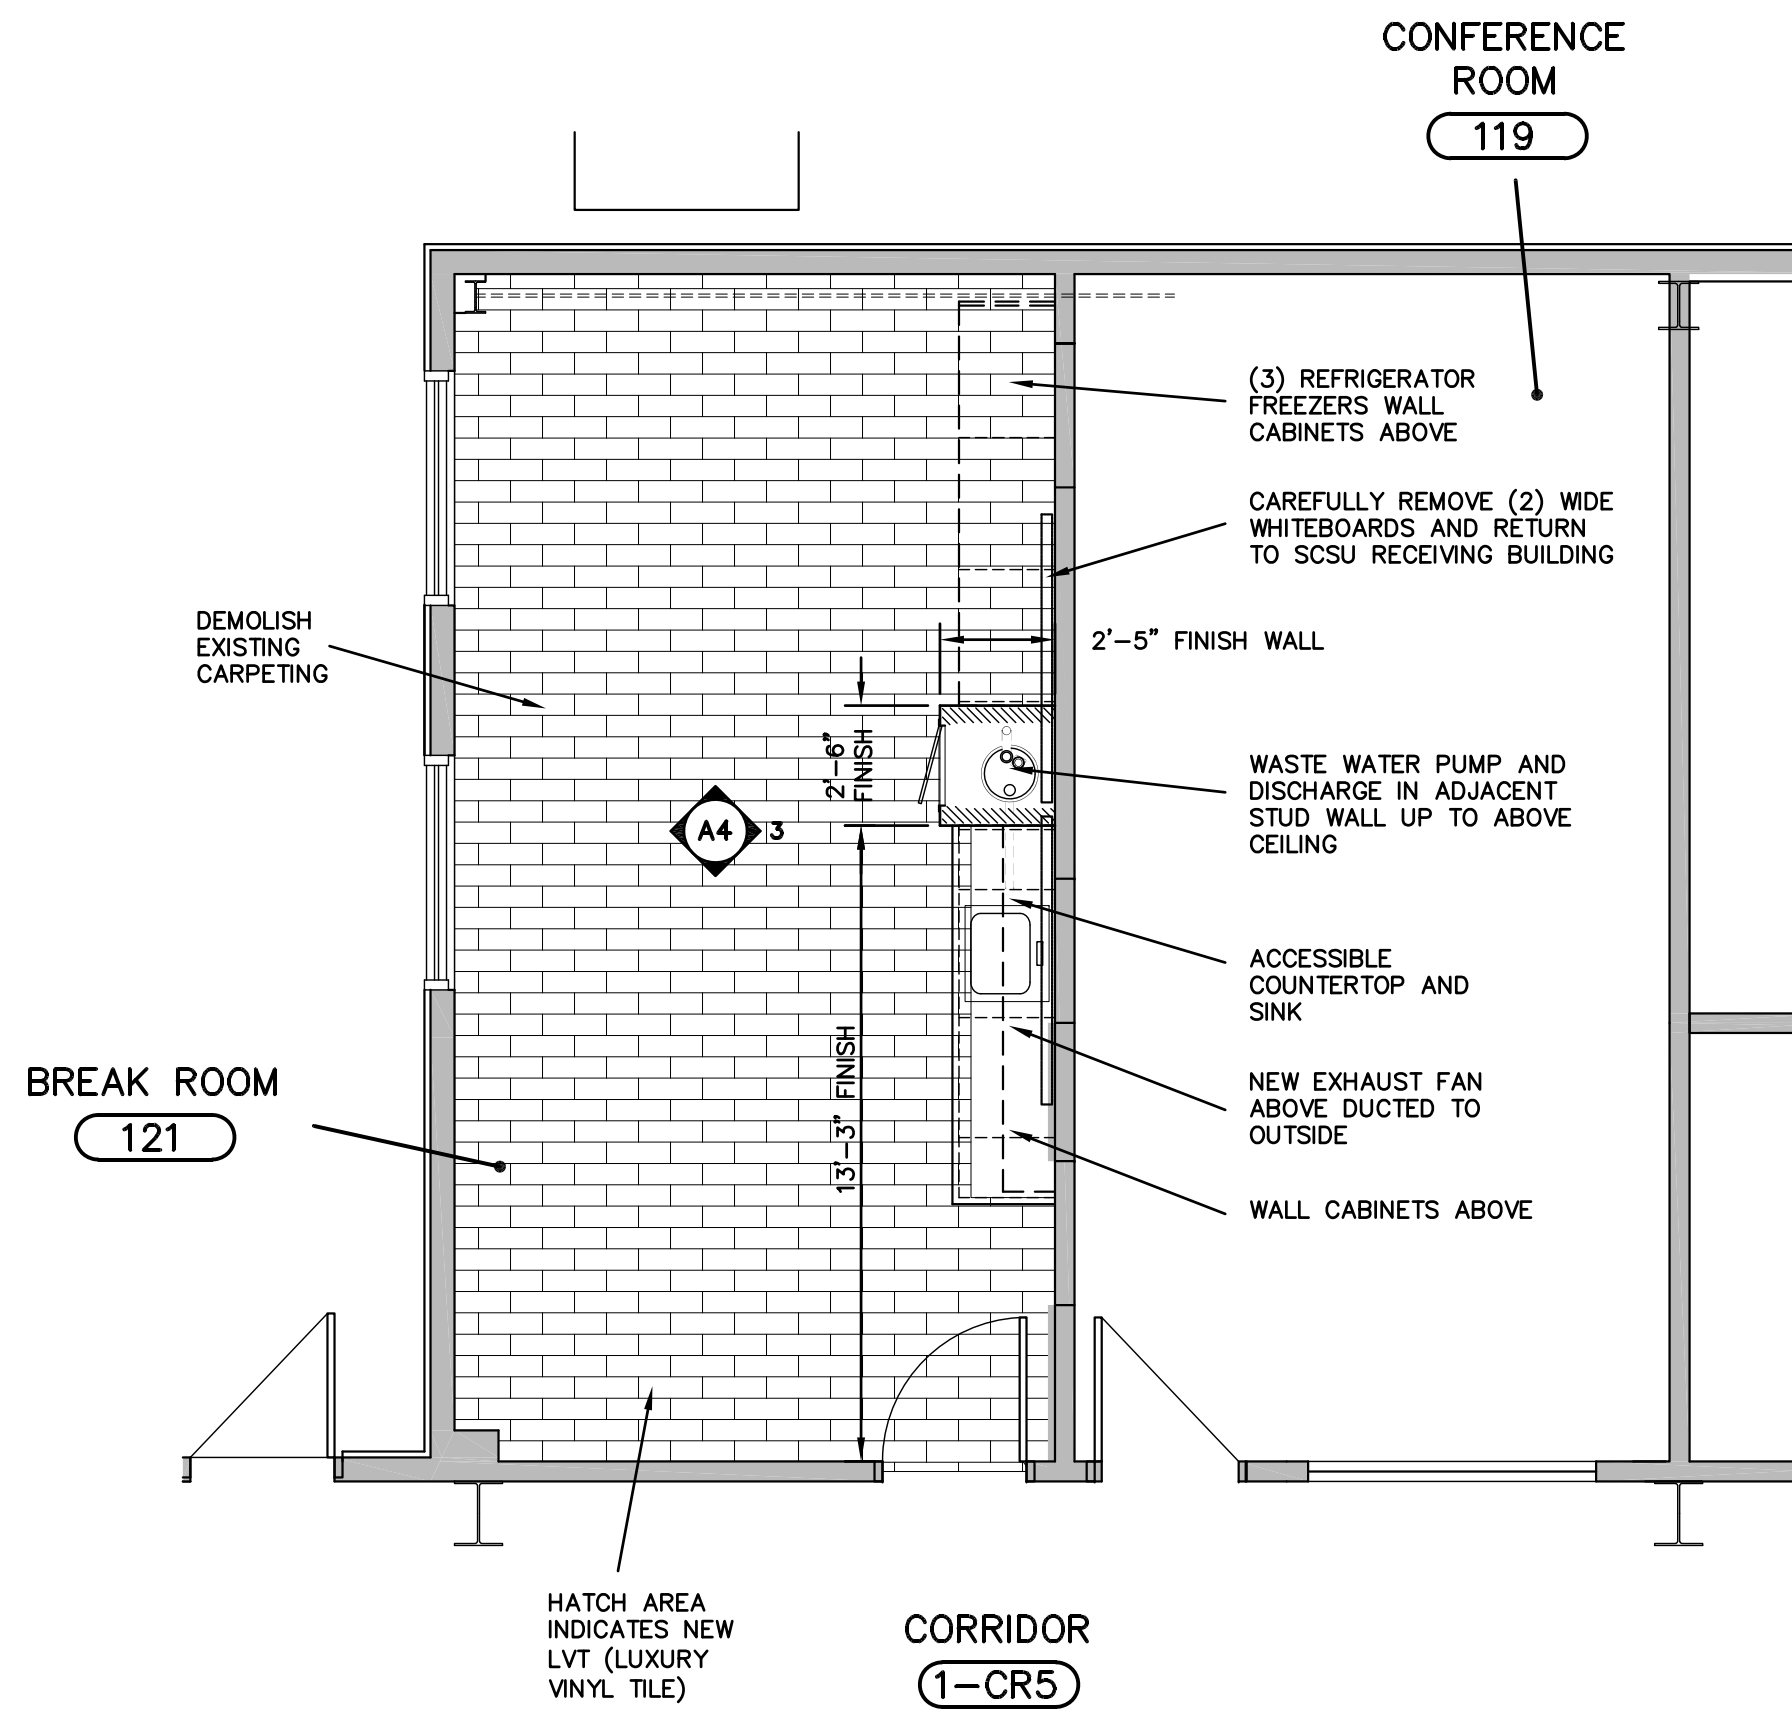 CONFERENCE
ROOM
119
(3) REFRIGERATOR
FREEZERS WALL
CABINETS ABOVE
CAREFULLY REMOVE (2) WIDE
WHITEBOARDS AND RETURN
TO SCSU RECEIVING BUILDING
DEMOLISH
EXISTING
CARPETING
2'-5" FINISH WALL
2'-6"
FINISH
WASTE WATER PUMP AND
DISCHARGE IN ADJACENT
STUD WALL UP TO ABOVE
CEILING
A4 3
ACCESSIBLE
COUNTERTOP AND
SINK
13'-3" FINISH
BREAK ROOM
121
NEW EXHAUST FAN
ABOVE DUCTED TO
OUTSIDE
WALL CABINETS ABOVE
HATCH AREA
INDICATES NEW
LVT (LUXURY
VINYL TILE)
CORRIDOR
1-CR5